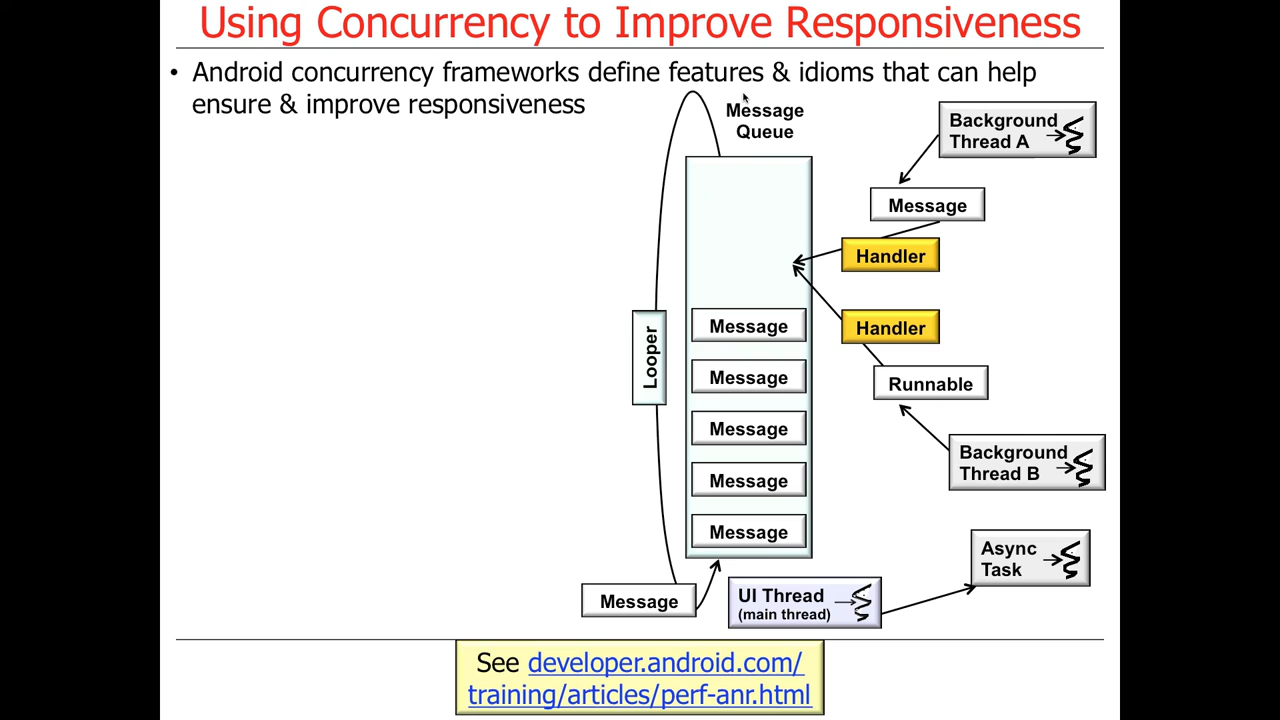 Using Concurrency to Improve Responsiveness
• Android concurrency frameworks define features & idioms that can help
ensure & improve responsiveness
Message
Queue
Background
Thread A
Message
Handler
Handler
Runnable
Background
Thread B
Looper
Message
Message
Message
Message
Message
Async
Task
Message
UI Thread
(main thread)
See developer.android.com/
training/articles/perf-anr.html